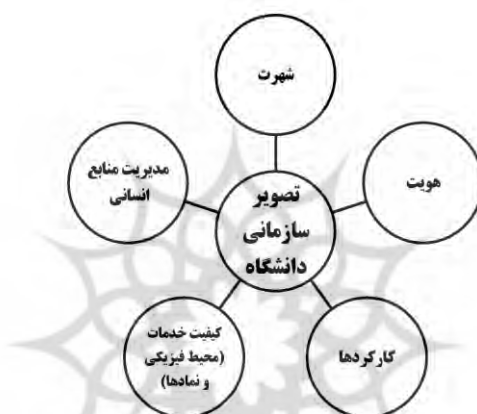 شهرت
هویت
مدیریت منابع
انسانی
تصویر
سازمانی
دانشگاه
کارکردها
کیفیت خدمات
(محیط فیزیکی
و نمادها)